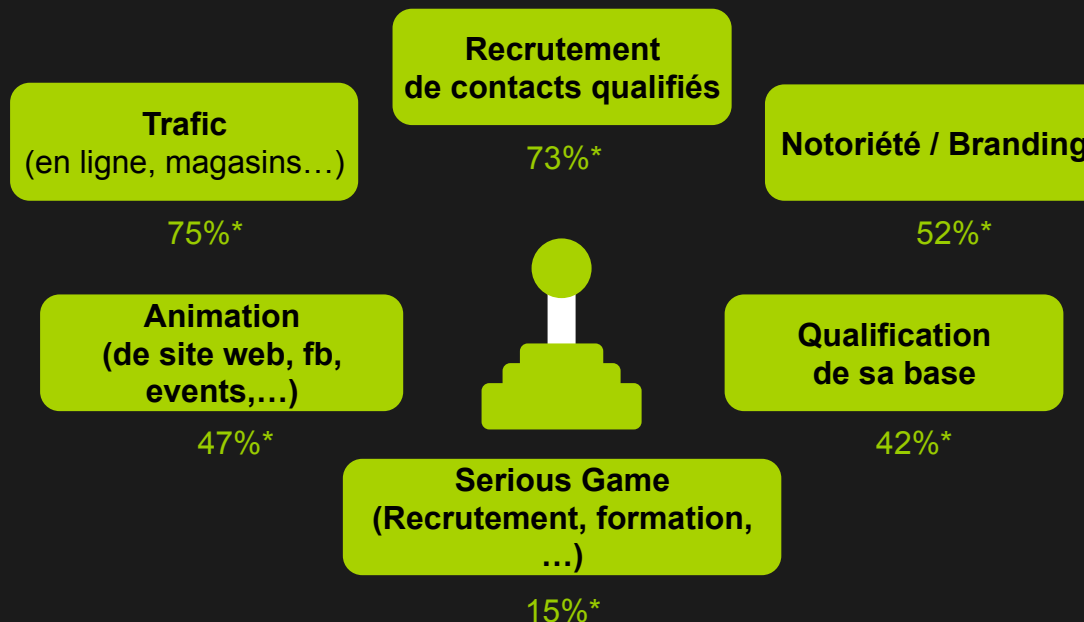 Recrutement
de contacts qualifiés
73%*
Trafic
(en ligne, magasins…)
75%*
Notoriété / Branding
52%*
Animation
(de site web, fb,
events,…)
47%*
Qualification
de sa base
42%*
Serious Game
(Recrutement, formation,
…)
15%*